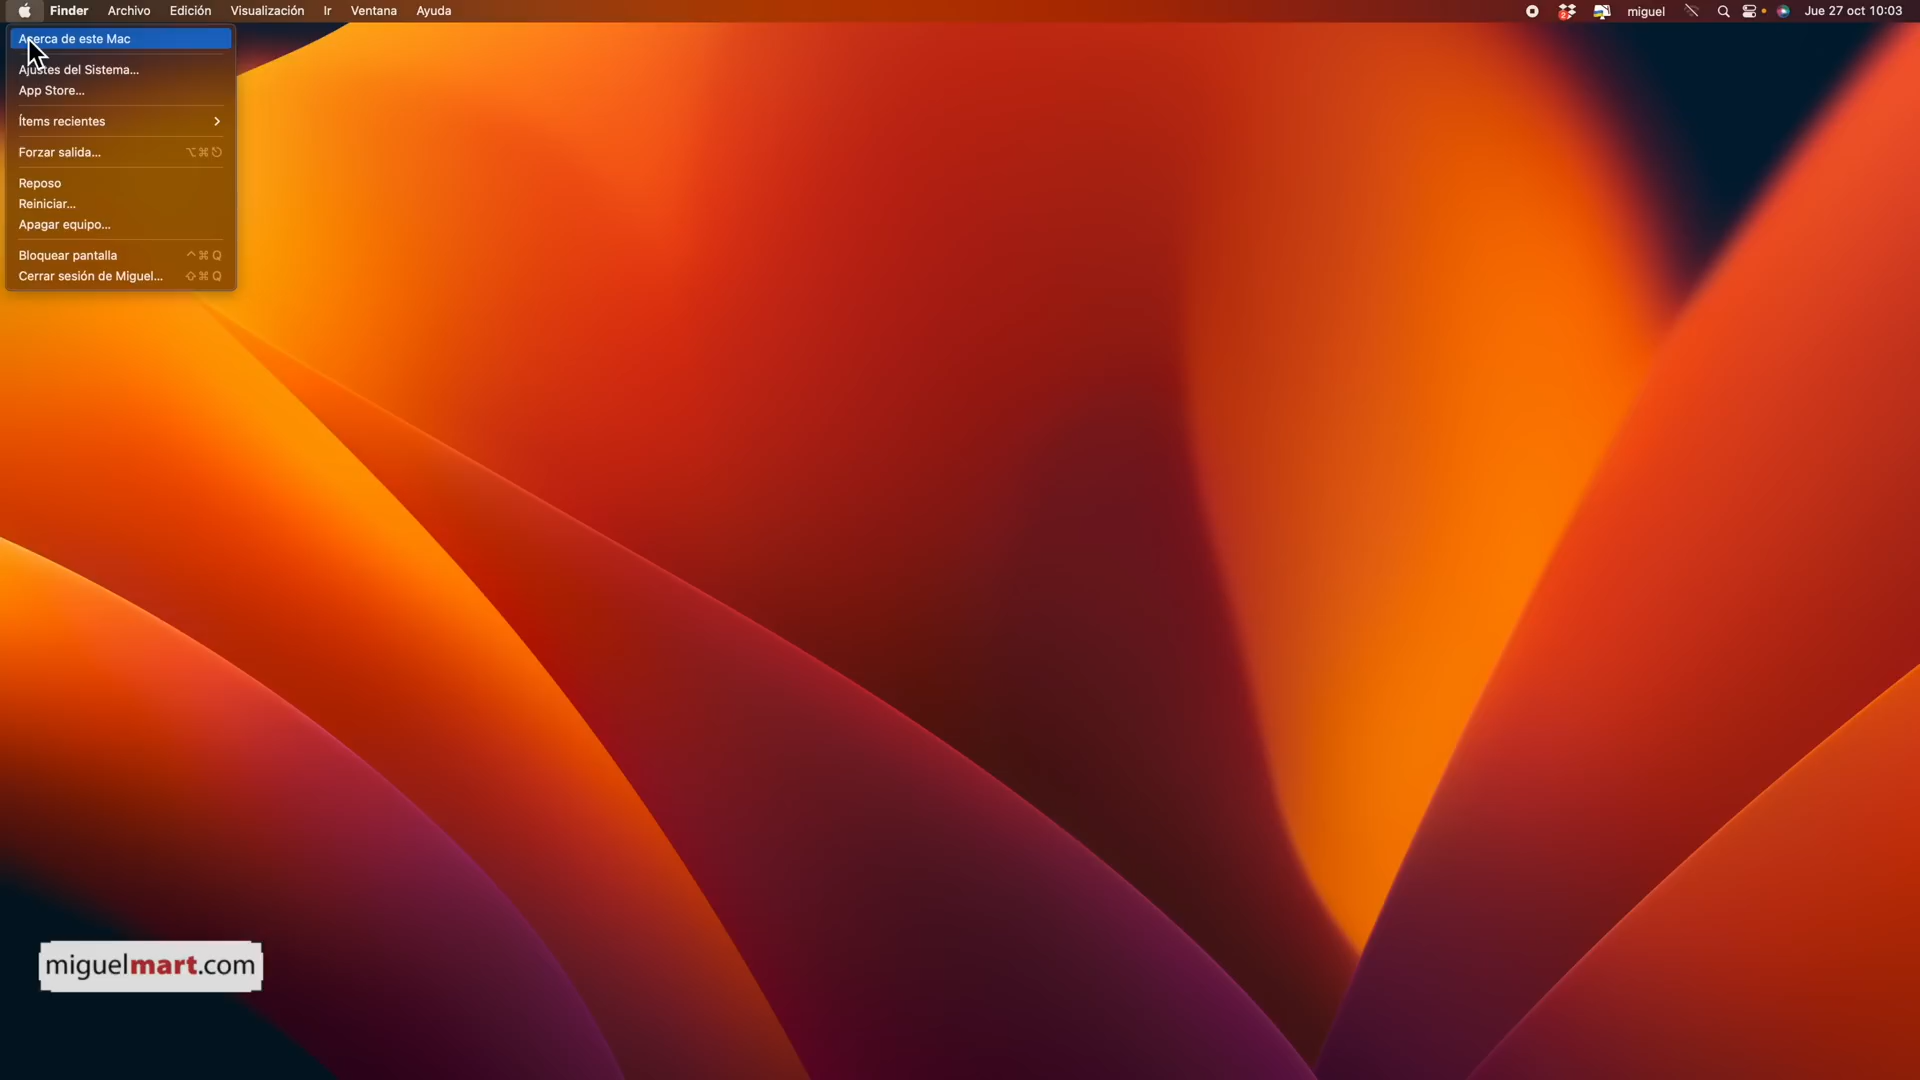 Finder Archivo Edición Visualización Ir Ventana Ayuda miguel Jue 27 oct 10:03
Acerca de este Mac
Ajustes del Sistema...
App Store...
Ítems recientes
Forzar salida... ⌥⌘⎋
Reposo
Reiniciar...
Apagar equipo...
Bloquear pantalla ^⌘Q
Cerrar sesión de Miguel... ⇧⌘Q
miguelmart.com